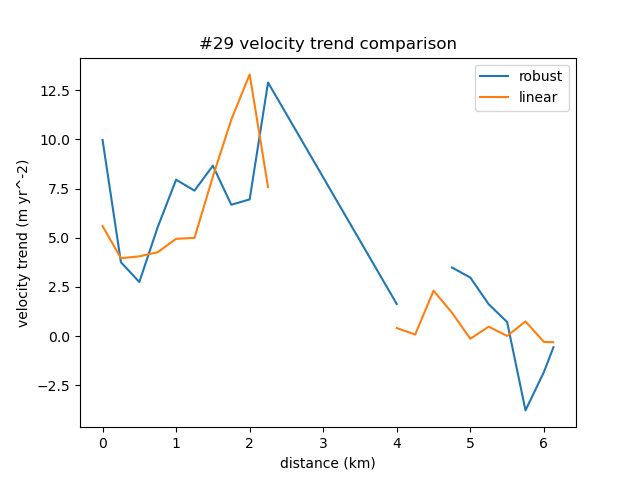 #29 velocity trend comparison
robust
linear
12.5
10.0
7.5
5.0
2.5
0.0
−2.5
velocity trend (m yr^-2)
0 1 2 3 4 5 6
distance (km)